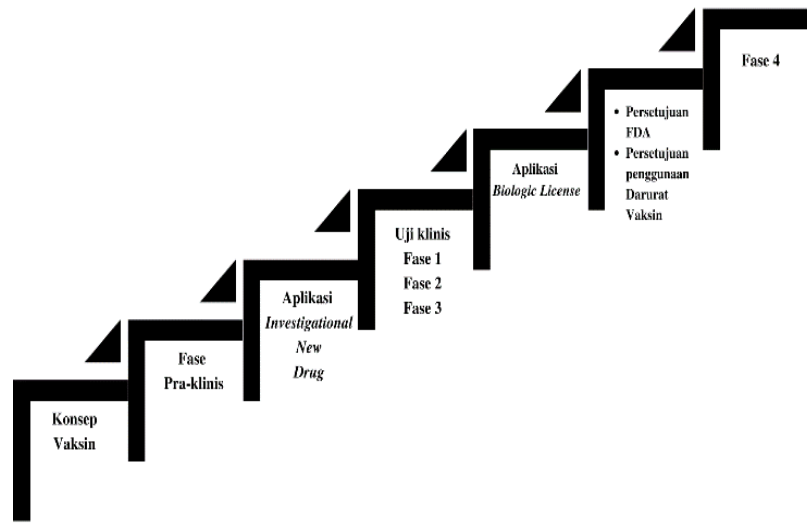 Konsep
Vaksin
Fase
Pra-klinis
Aplikasi
Investigational
New
Drug
Uji klinis
Fase 1
Fase 2
Fase 3
Aplikasi
Biologic License
• Persetujuan
FDA
• Persetujuan
penggunaan
Darurat
Vaksin
Fase 4